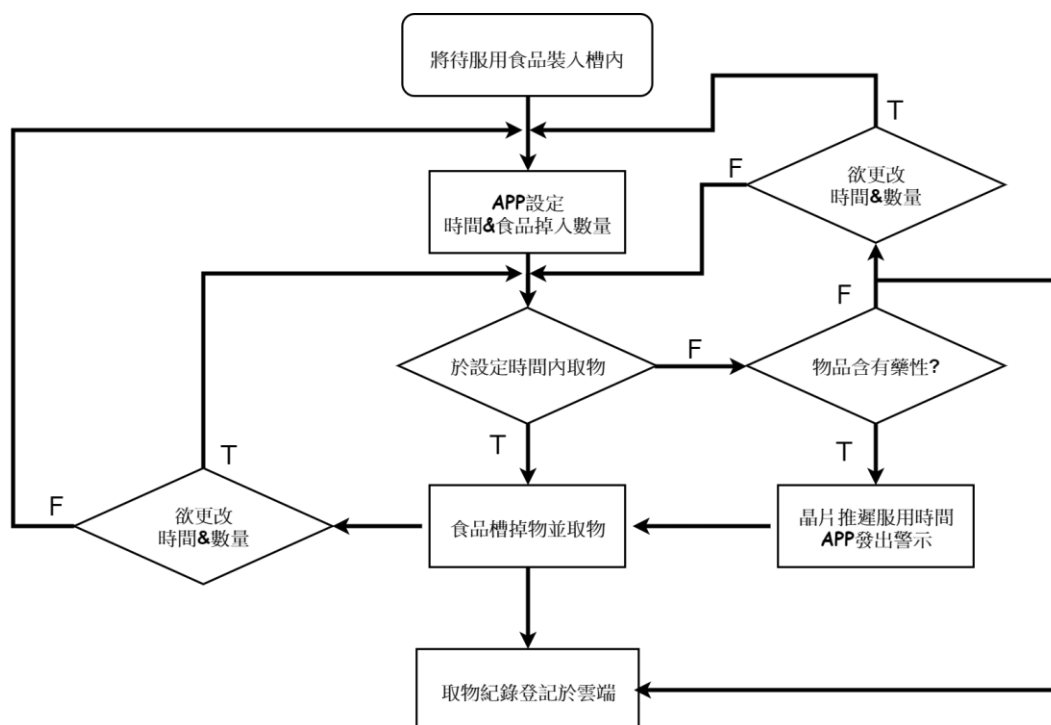 將待服用食品裝入槽內
T
F
欲更改
時間&數量
APP設定
時間&食品掉入數量
F
於設定時間內取物
F
物品含有藥性?
T
T
T
F
欲更改
時間&數量
食品槽掉物並取物
晶片推遲服用時間
APP發出警示
取物紀錄登記於雲端